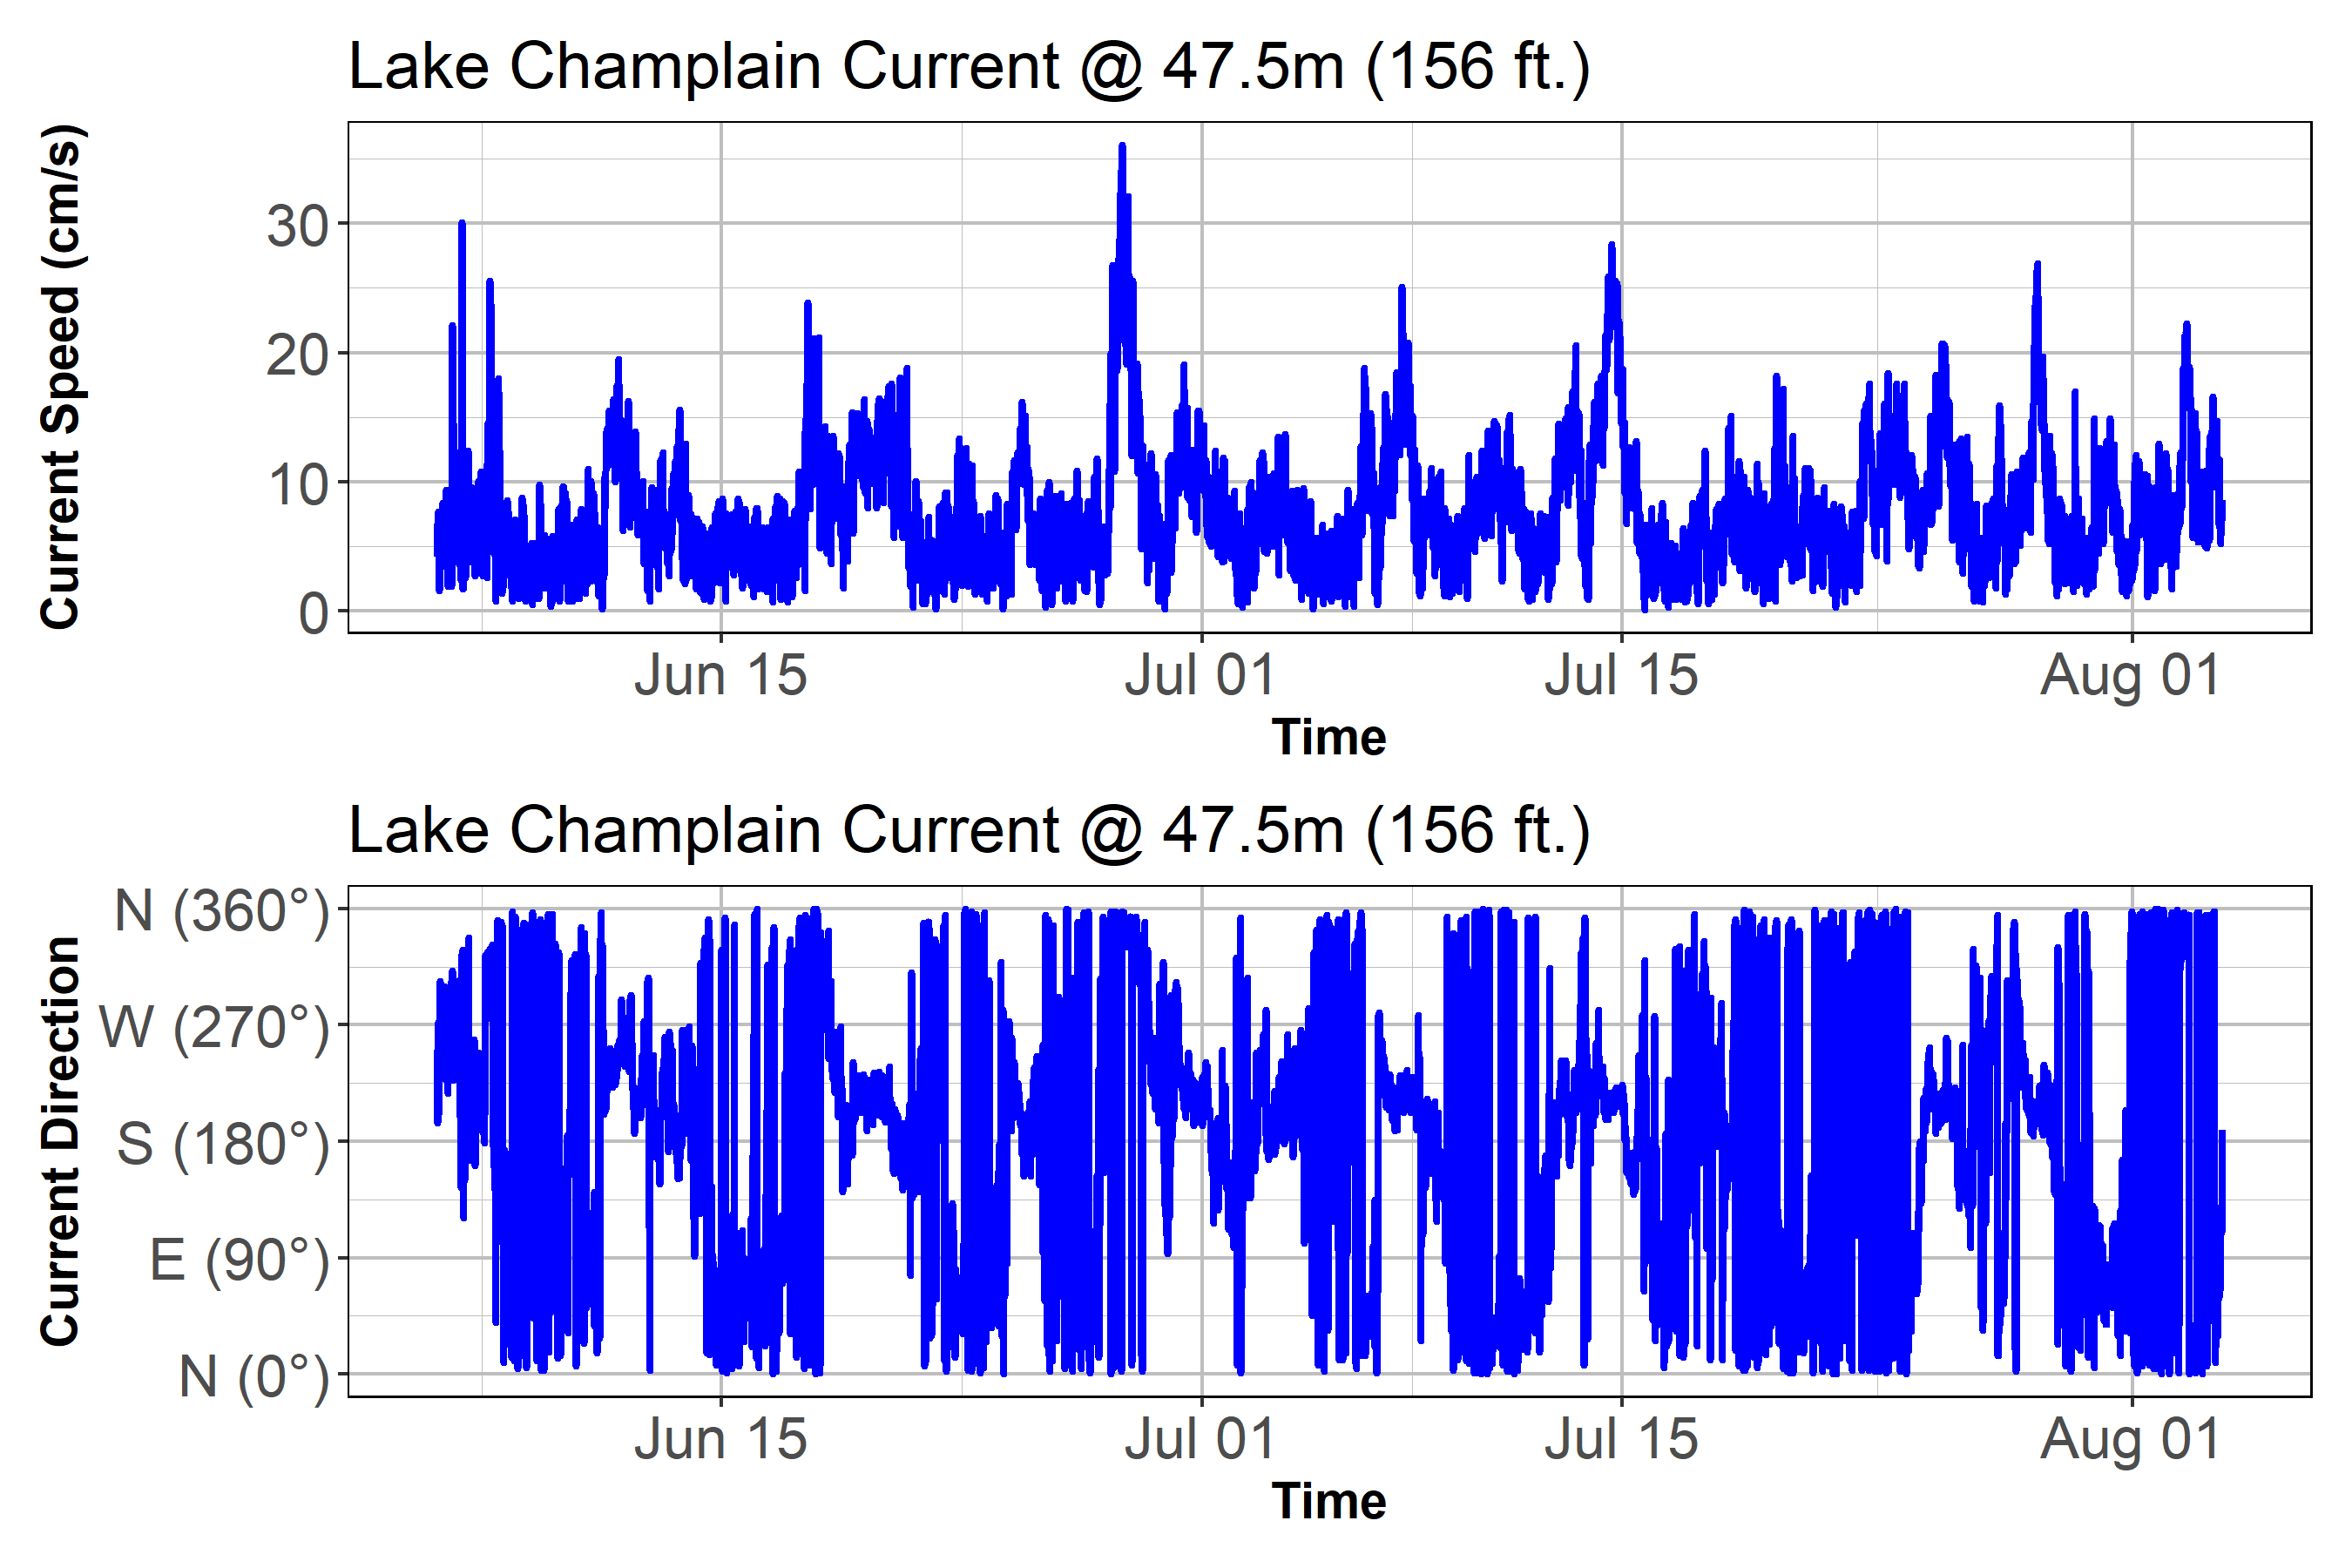 Lake Champlain Current @ 47.5m (156 ft.)
Current Speed (cm/s)
30
20
10
0
Jun 15 Jul 01 Jul 15 Aug 01
Time
Lake Champlain Current @ 47.5m (156 ft.)
Current Direction
N (360°)
W (270°)
S (180°)
E (90°)
N (0°)
Jun 15 Jul 01 Jul 15 Aug 01
Time